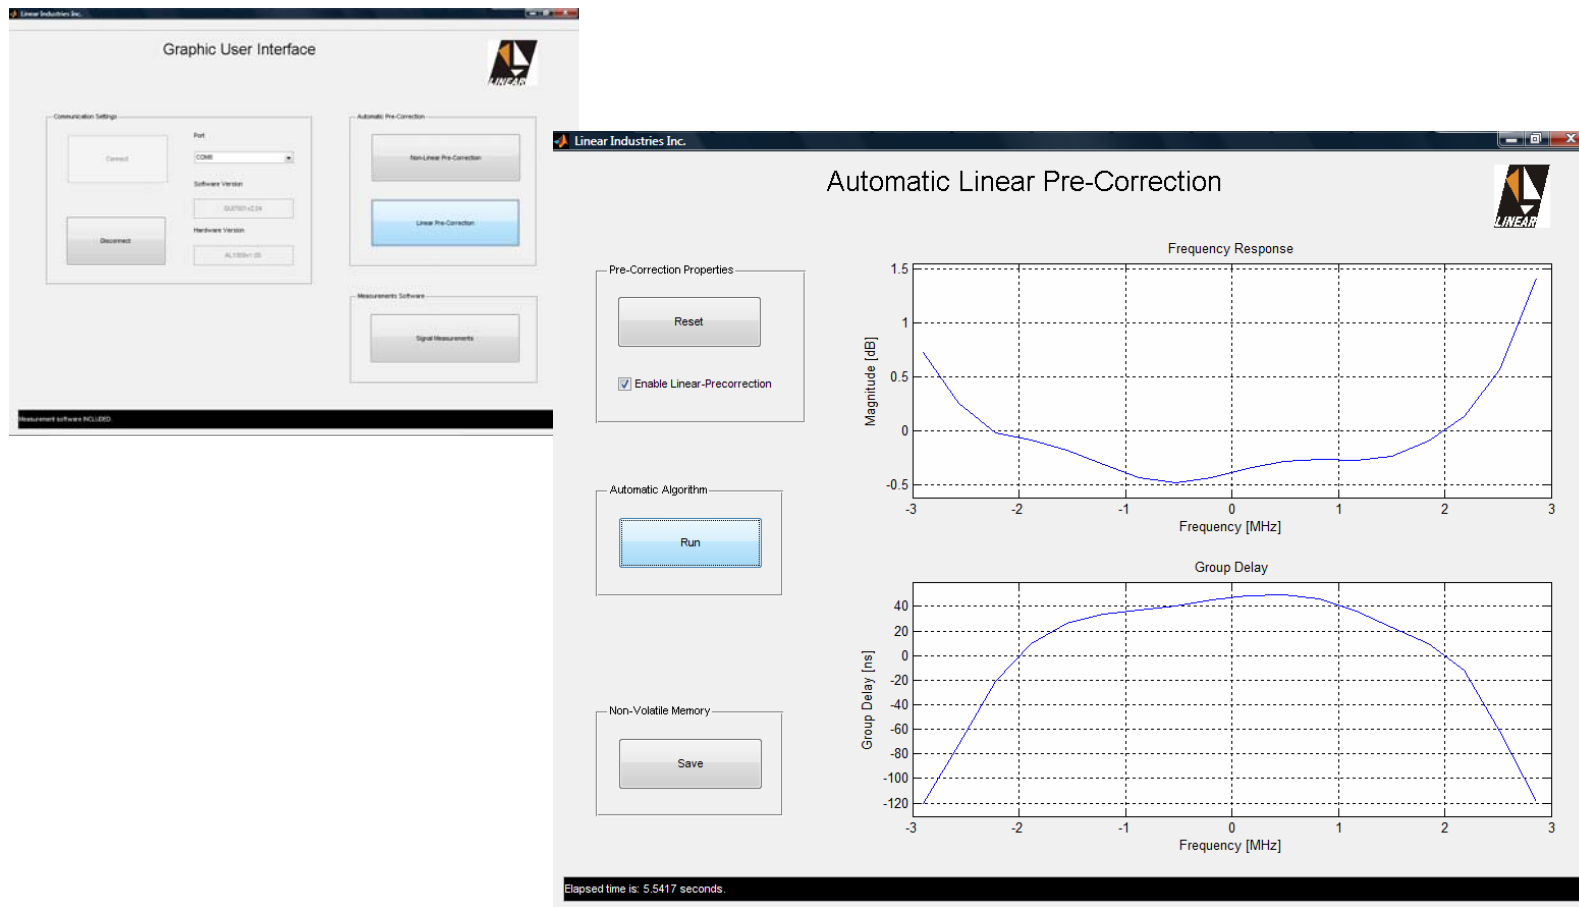 Linear Industries Inc.
Graphic User Interface
LINEAR
Communication Settings
Connect
Port
COM8
Software Version
Hardware Version
Disconnect
Automatic Pre-Correction
Non-Linear Pre-Correction
Linear Pre-Correction
Measurements Software
Signal Measurements
Measurement software INCLUDED
Linear Industries Inc.
Automatic Linear Pre-Correction
LINEAR
Pre-Correction Properties
Reset
Enable Linear-Precorrection
Automatic Algorithm
Run
Non-Volatile Memory
Save
Frequency Response
Magnitude [dB]
1.5
1
0.5
0
-0.5
-3 -2 -1 0 1 2 3
Frequency [MHz]
Group Delay
Group Delay [ns]
40
20
0
-20
-40
-60
-80
-100
-120
-3 -2 -1 0 1 2 3
Frequency [MHz]
Elapsed time is: 5.5417 seconds.